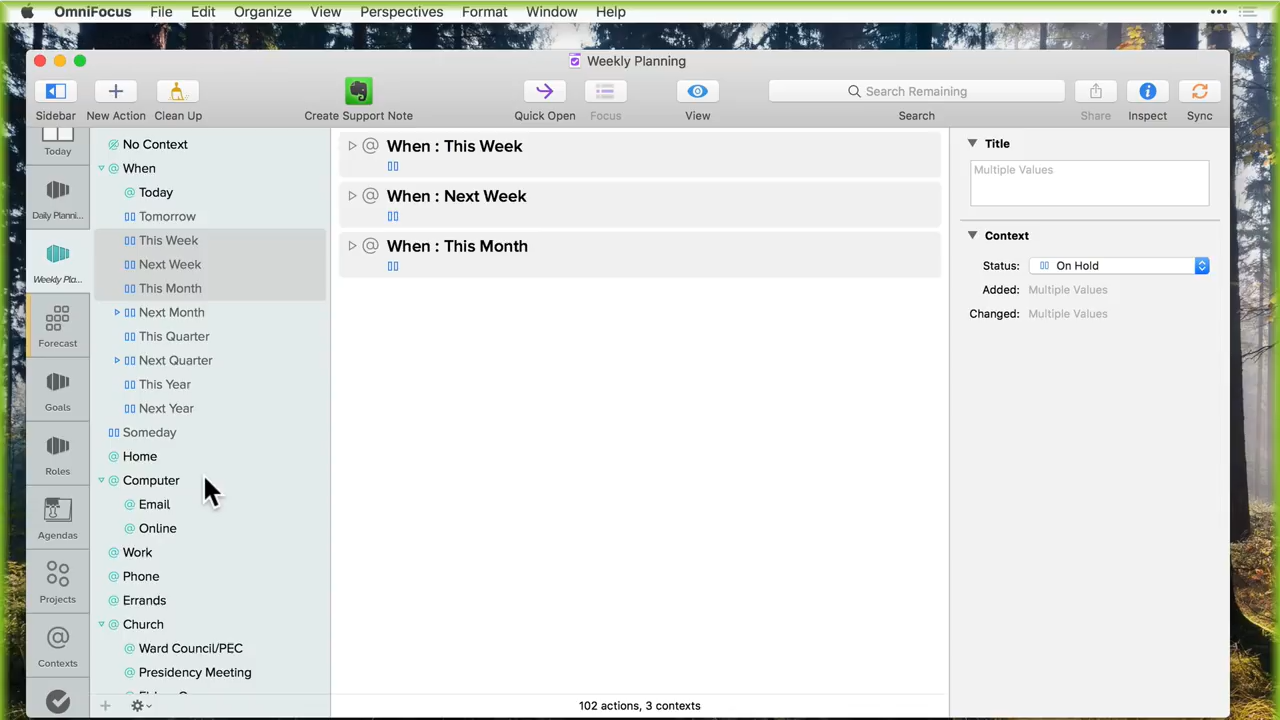 OmniFocus File Edit Organize View Perspectives Format Window Help
Weekly Planning
Sidebar New Action Clean Up Create Support Note Quick Open Focus View Search Remaining Search Share Inspect Sync
Today
Daily Planni...
Weekly Pla...
Forecast
Goals
Roles
Agendas
Projects
Contexts
No Context
When
Today
Tomorrow
This Week
Next Week
This Month
Next Month
This Quarter
Next Quarter
This Year
Next Year
Someday
Home
Computer
Email
Online
Work
Phone
Errands
Church
Ward Council/PEC
Presidency Meeting
When : This Week
When : Next Week
When : This Month
102 actions, 3 contexts
Title
Multiple Values
Context
Status: On Hold
Added: Multiple Values
Changed: Multiple Values